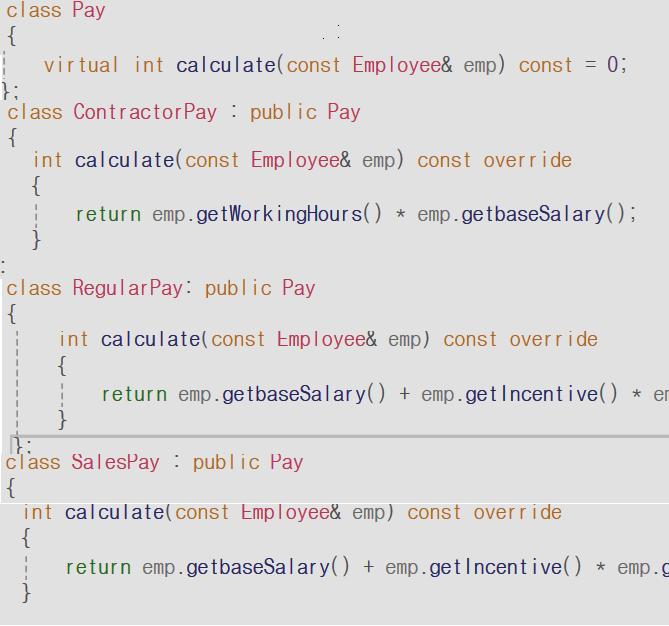 class Pay
{
virtual int calculate(const Employee& emp) const = 0;
};
class ContractorPay : public Pay
{
int calculate(const Employee& emp) const override
{
return emp.getWorkingHours() * emp.getbaseSalary();
}
class RegularPay: public Pay
{
int calculate(const Employee& emp) const override
{
return emp.getbaseSalary() + emp.getIncentive() * em
}
};
class SalesPay : public Pay
{
int calculate(const Employee& emp) const override
{
return emp.getbaseSalary() + emp.getIncentive() * emp.g
}